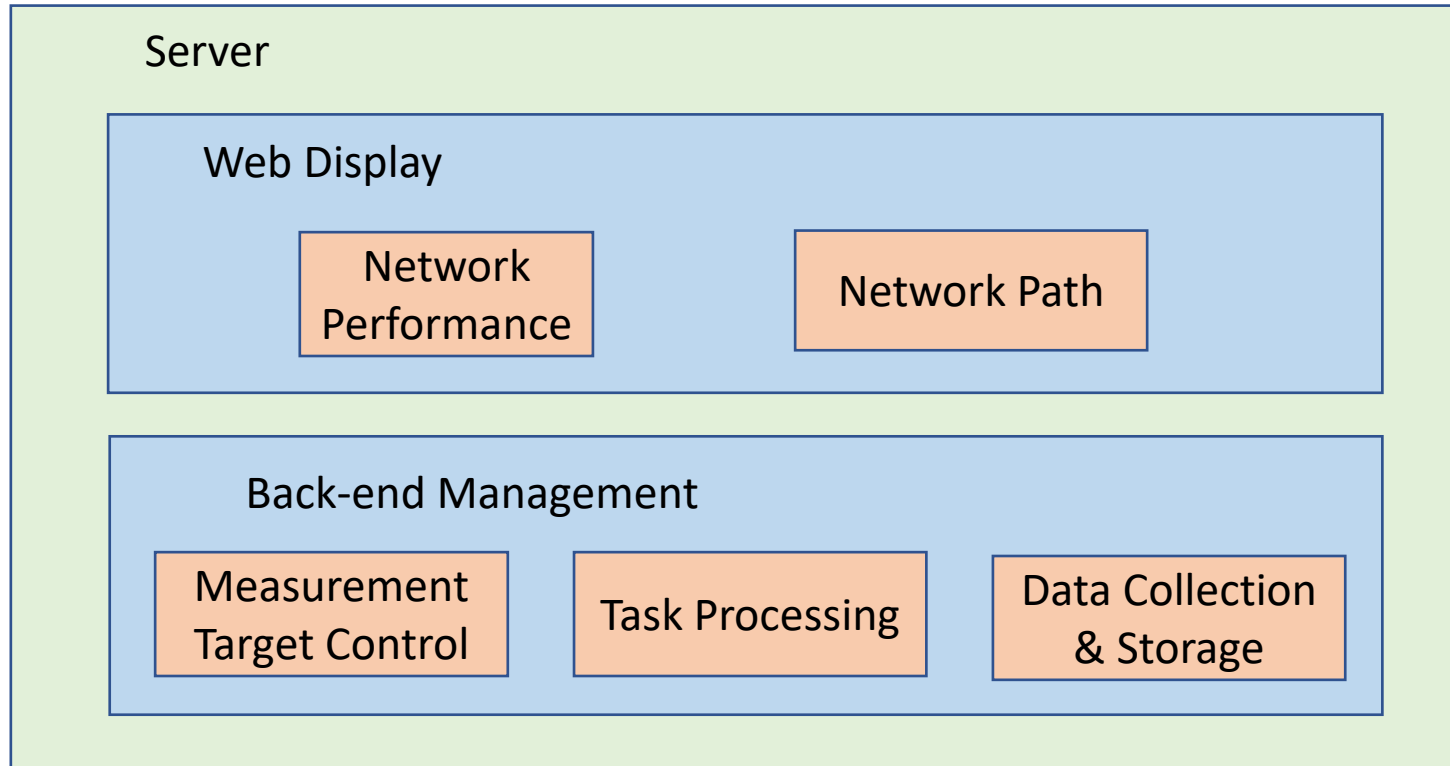 Server
Web Display
Network
Performance
Network Path
Back-end Management
Measurement
Target Control
Task Processing
Data Collection
& Storage